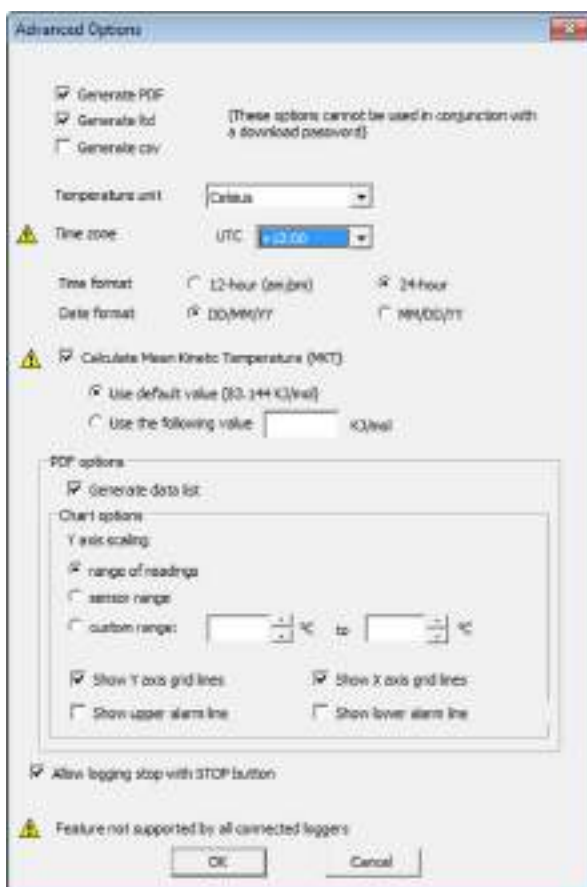 Advanced Options
Generate PDF
Generate ltd
(These options cannot be used in conjunction with
a download password)
Generate csv
Temperature unit Celsius
Time zone UTC +12:00
Time format 12-hour (am/pm) 24-hour
Date format DD/MM/YY MM/DD/YY
Calculate Mean Kinetic Temperature (MKT)
Use default value (83.144 KJ/mol)
Use the following value KJ/mol
PDF options
Generate data list
Chart options
Y axis scaling
range of readings
sensor range
custom range: °C to °C
Show Y axis grid lines Show X axis grid lines
Show upper alarm line Show lower alarm line
Allow logging stop with STOP button
Feature not supported by all connected loggers
OK Cancel